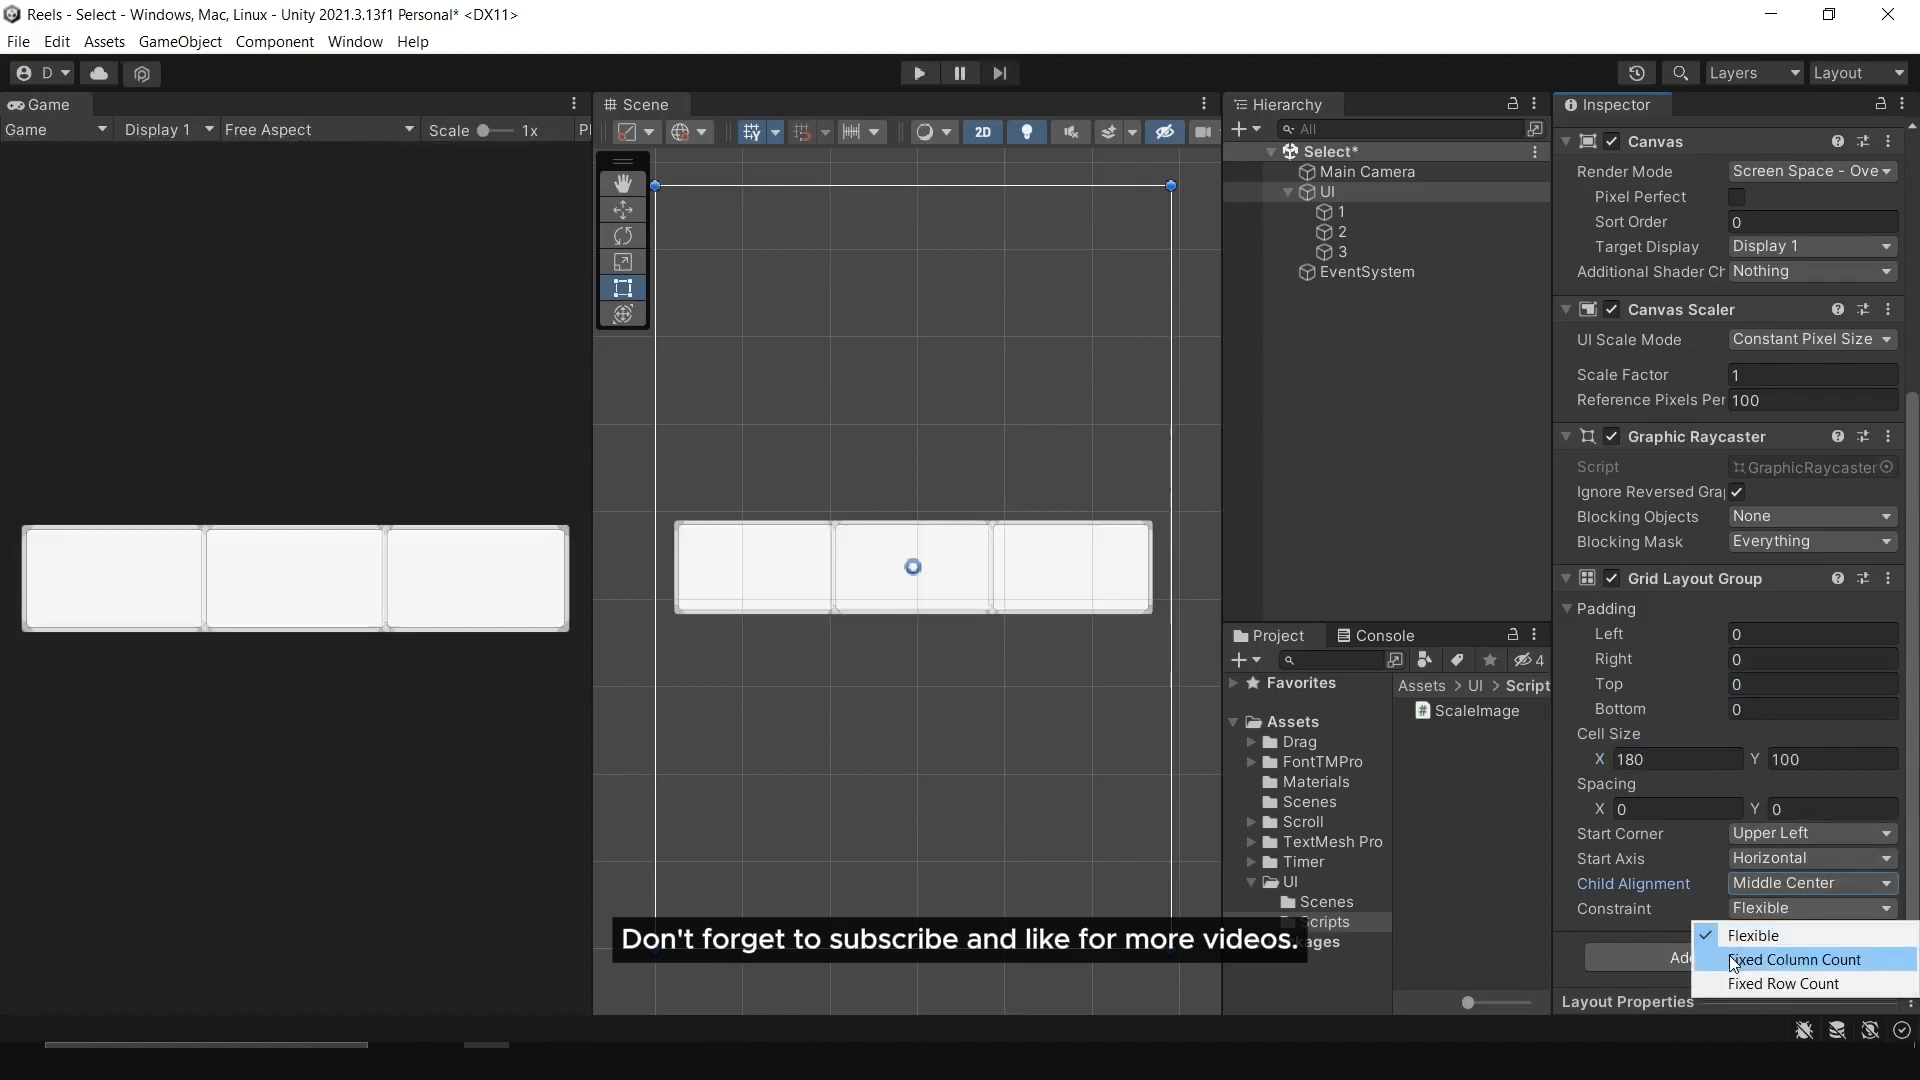 Reels - Select - Windows, Mac, Linux - Unity 2021.3.13f1 Personal* <DX11>
File Edit Assets GameObject Component Window Help
D
Layers
Layout
Game
Game
Display 1
Free Aspect
Scale
1x
Scene
2D
Hierarchy
All
Select*
Main Camera
UI
1
2
3
EventSystem
Project
Console
4
Favorites
Assets > UI > Script
ScaleImage
Assets
Drag
FontTMPro
Materials
Scenes
Scroll
TextMesh Pro
Timer
UI
Scenes
Scripts
Don't forget to subscribe and like for more videos.
Inspector
Canvas
Render Mode
Screen Space - Ove
Pixel Perfect
Sort Order
0
Target Display
Display 1
Additional Shader Ch
Nothing
Canvas Scaler
UI Scale Mode
Constant Pixel Size
Scale Factor
1
Reference Pixels Per
100
Graphic Raycaster
Script
GraphicRaycaster
Ignore Reversed Gra
Blocking Objects
None
Blocking Mask
Everything
Grid Layout Group
Padding
Left
0
Right
0
Top
0
Bottom
0
Cell Size
X 180 Y 100
Spacing
X 0 Y 0
Start Corner
Upper Left
Start Axis
Horizontal
Child Alignment
Middle Center
Constraint
Flexible
Flexible
Fixed Column Count
Fixed Row Count
Layout Properties